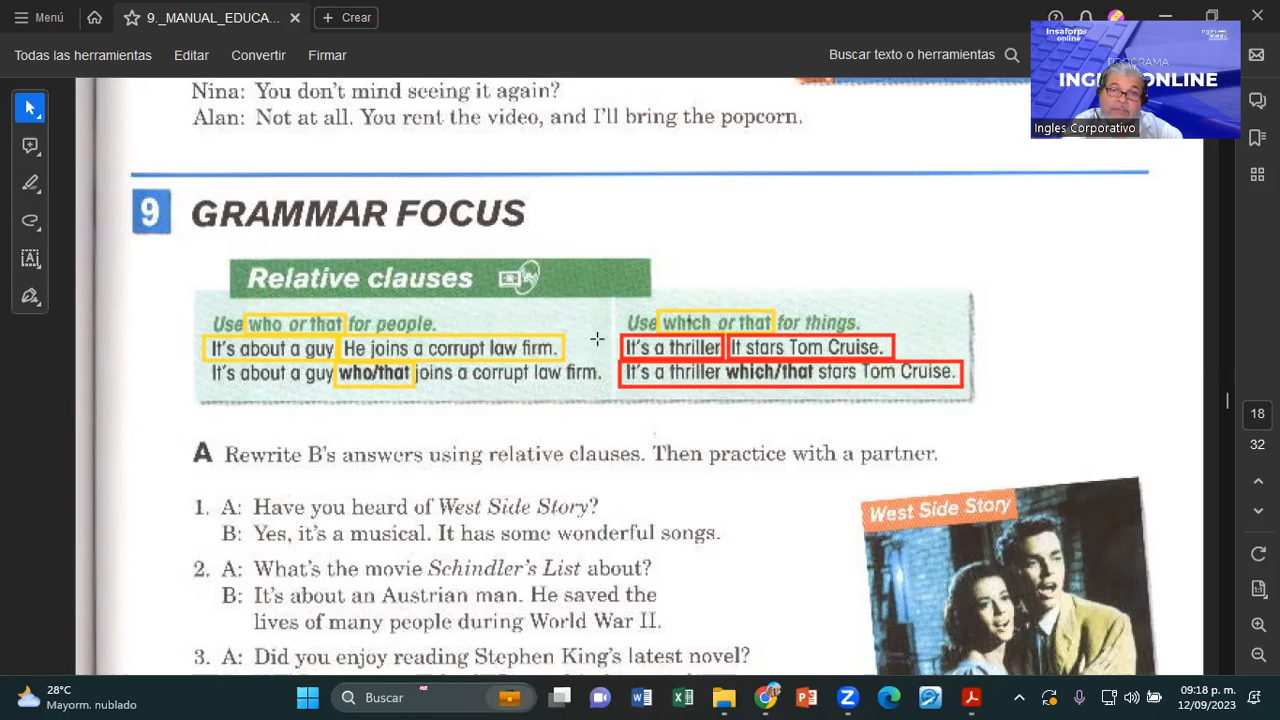 Menú
9._MANUAL_EDUCA...
Crear
Todas las herramientas
Editar
Convertir
Firmar
Buscar texto o herramientas
Insaforp
online
PROGRAMA
INGLÉS ONLINE
Ingles Corporativo
Nina: You don't mind seeing it again?
Alan: Not at all. You rent the video, and I'll bring the popcorn.
9 GRAMMAR FOCUS
Relative clauses
Use who or that for people.
It's about a guy. He joins a corrupt law firm.
It's about a guy who/that joins a corrupt law firm.
Use which or that for things.
It's a thriller. It stars Tom Cruise.
It's a thriller which/that stars Tom Cruise.
A Rewrite B's answers using relative clauses. Then practice with a partner.
1. A: Have you heard of West Side Story?
B: Yes, it's a musical. It has some wonderful songs.
2. A: What's the movie Schindler's List about?
B: It's about an Austrian man. He saved the
lives of many people during World War II.
3. A: Did you enjoy reading Stephen King's latest novel?
West Side Story
18
32
28°C
Mayorm. nublado
Buscar
09:18 p. m.
12/09/2023